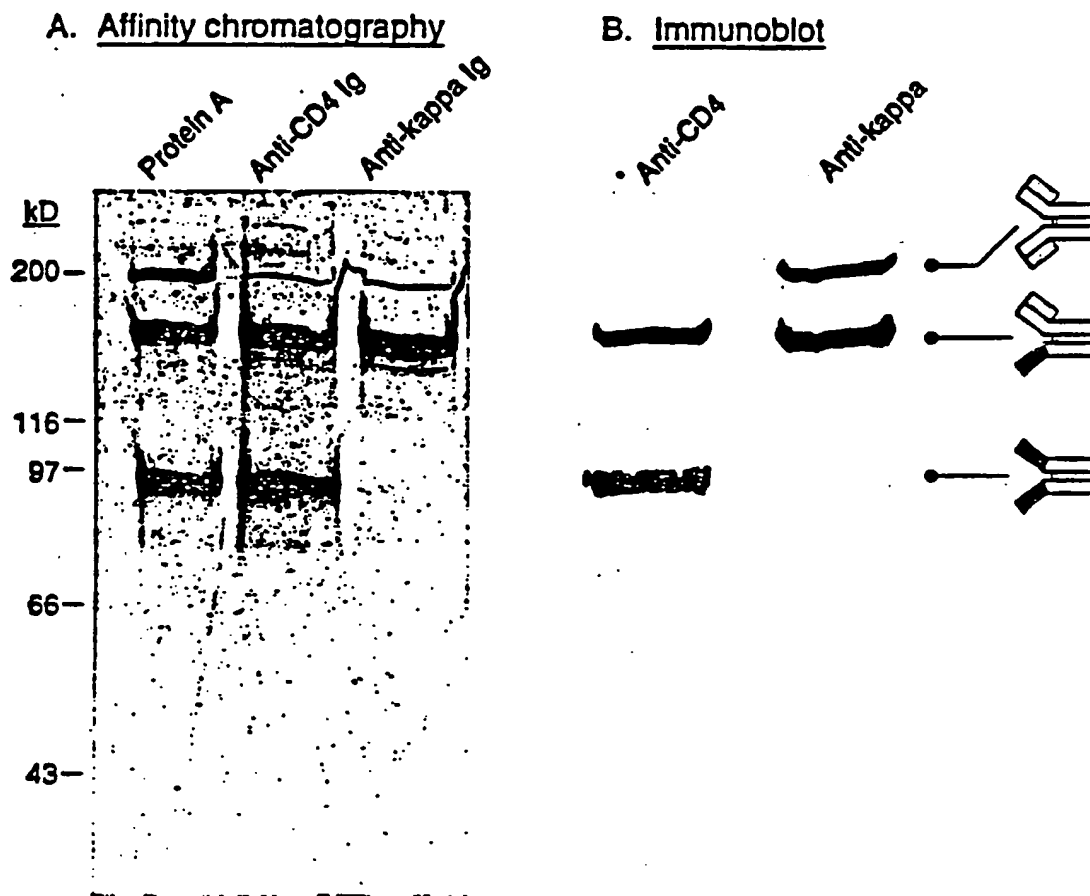 A. Affinity chromatography
B. Immunoblot
Protein A
Anti-CD4 Ig
Anti-kappa Ig
Anti-CD4
Anti-kappa
kD
200
116
97
66
43